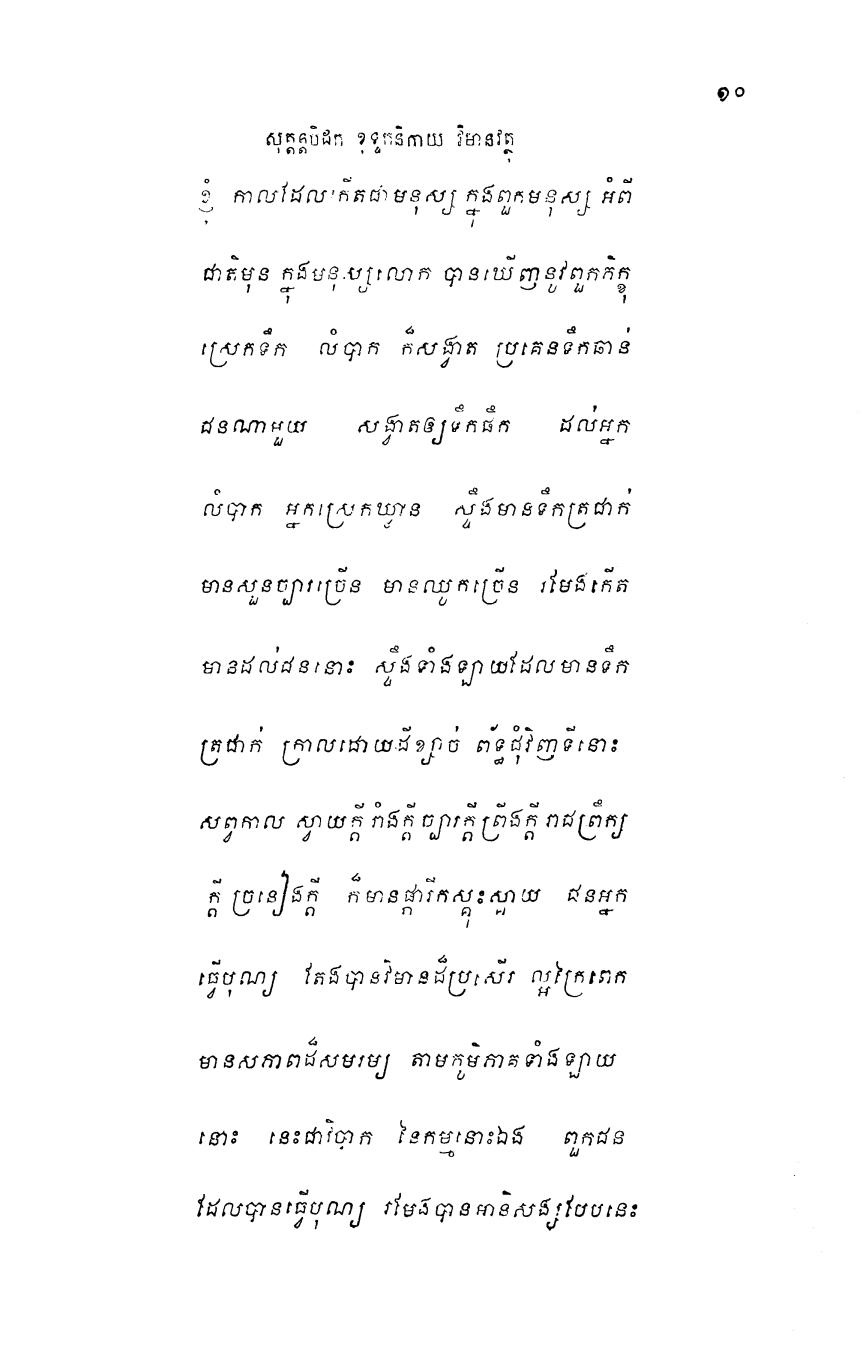 ១០
សុត្តន្តបិដក ខុទ្ទកនិកាយ វិមានវត្ថុ
ខ្ញុំ កាលដែលកើតជាមនុស្ស ក្នុងពួកមនុស្ស អំពី
ជាតិមុន ក្នុងមនុស្សលោក បានឃើញនូវពួកភិក្ខុ
ស្រេកទឹក លំបាក ក៏សង្វាត ប្រគេនទឹកឆាន់
ជនណាមួយ សង្វាតឲ្យទឹកផឹក ដល់អ្នក
លំបាក អ្នកស្រេកឃ្លាន ស្ទឹងមានទឹកត្រជាក់
មានសួនច្បារច្រើន មានឈូកច្រើន រមែងកើត
មានដល់ជននោះ ស្ទឹងទាំងឡាយដែលមានទឹក
ត្រជាក់ ក្រាលដោយដីខ្សាច់ ព័ទ្ធជុំវិញទីនោះ
សព្វកាល ស្វាយក្តី រាំងក្តី ច្បារក្តី ព្រីងក្តី រាជព្រឹក្ស
ក្តី ច្រនៀងក្តី ក៏មានផ្ការីកស្គុះស្គាយ ជនអ្នក
ធ្វើបុណ្យ តែងបានវិមានដ៏ប្រសើរ ល្អក្រៃពេក
មានសភាពដ៏សមរម្យ តាមភូមិភាគទាំងឡាយ
នោះ នេះជាវិបាក នៃកម្មនោះឯង ពួកជន
ដែលបានធ្វើបុណ្យ រមែងបានអានិសង្សបែបនេះ